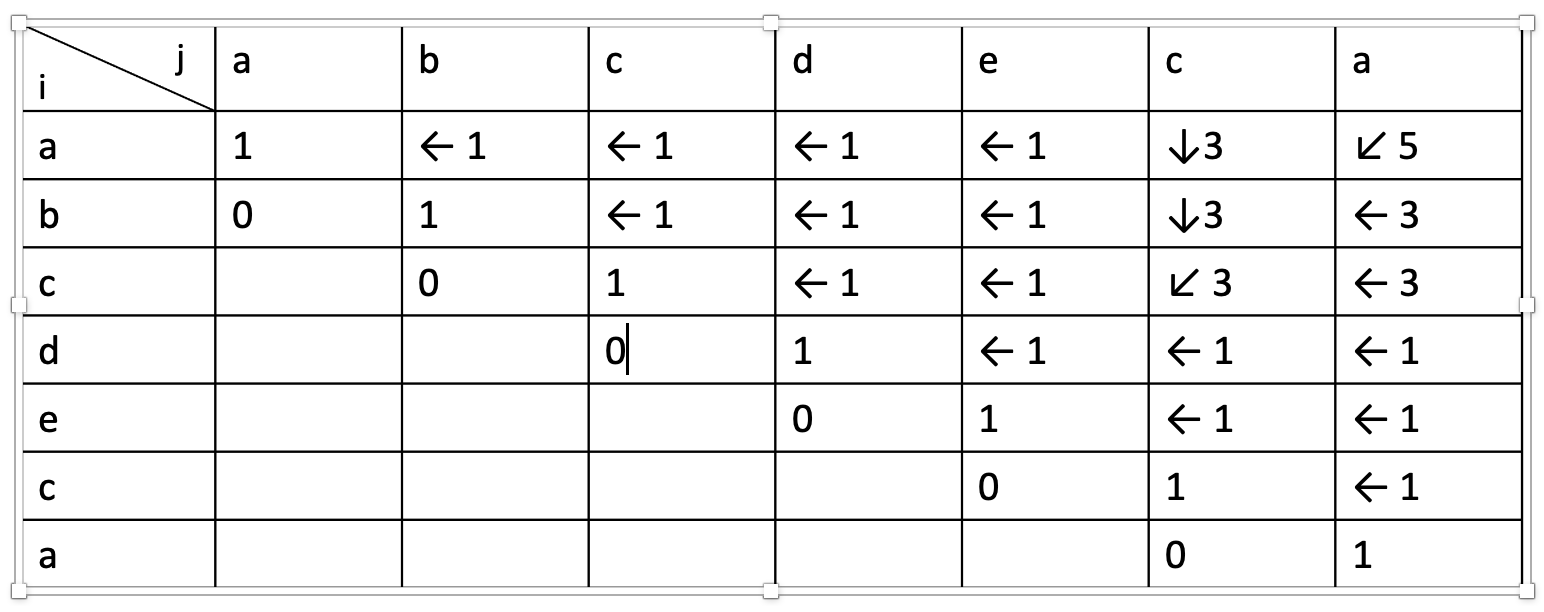 j a b c d e c a
i
a 1 ← 1 ← 1 ← 1 ← 1 ↓3 ↙ 5
b 0 1 ← 1 ← 1 ← 1 ↓3 ← 3
c 0 1 ← 1 ← 1 ↙ 3 ← 3
d 0 1 ← 1 ← 1 ← 1
e 0 1 ← 1 ← 1
c 0 1 ← 1
a 0 1